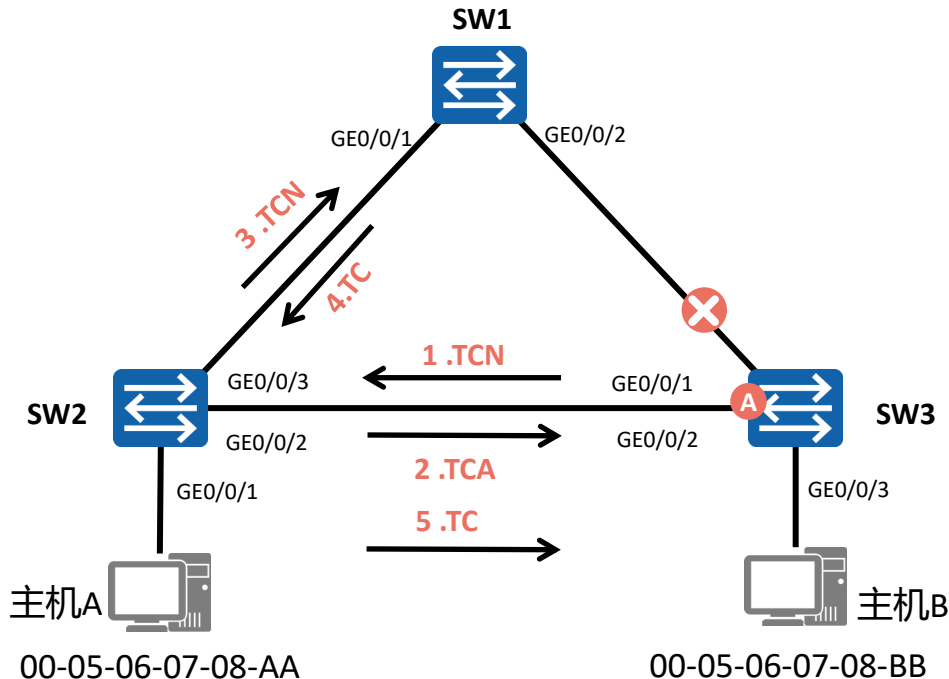 SW1
GE0/0/1
GE0/0/2
3 .TCN
4.TC
1 .TCN
GE0/0/3
GE0/0/1
SW2
A
SW3
GE0/0/2
GE0/0/2
2 .TCA
GE0/0/1
GE0/0/3
5 .TC
主机A
主机B
00-05-06-07-08-AA
00-05-06-07-08-BB